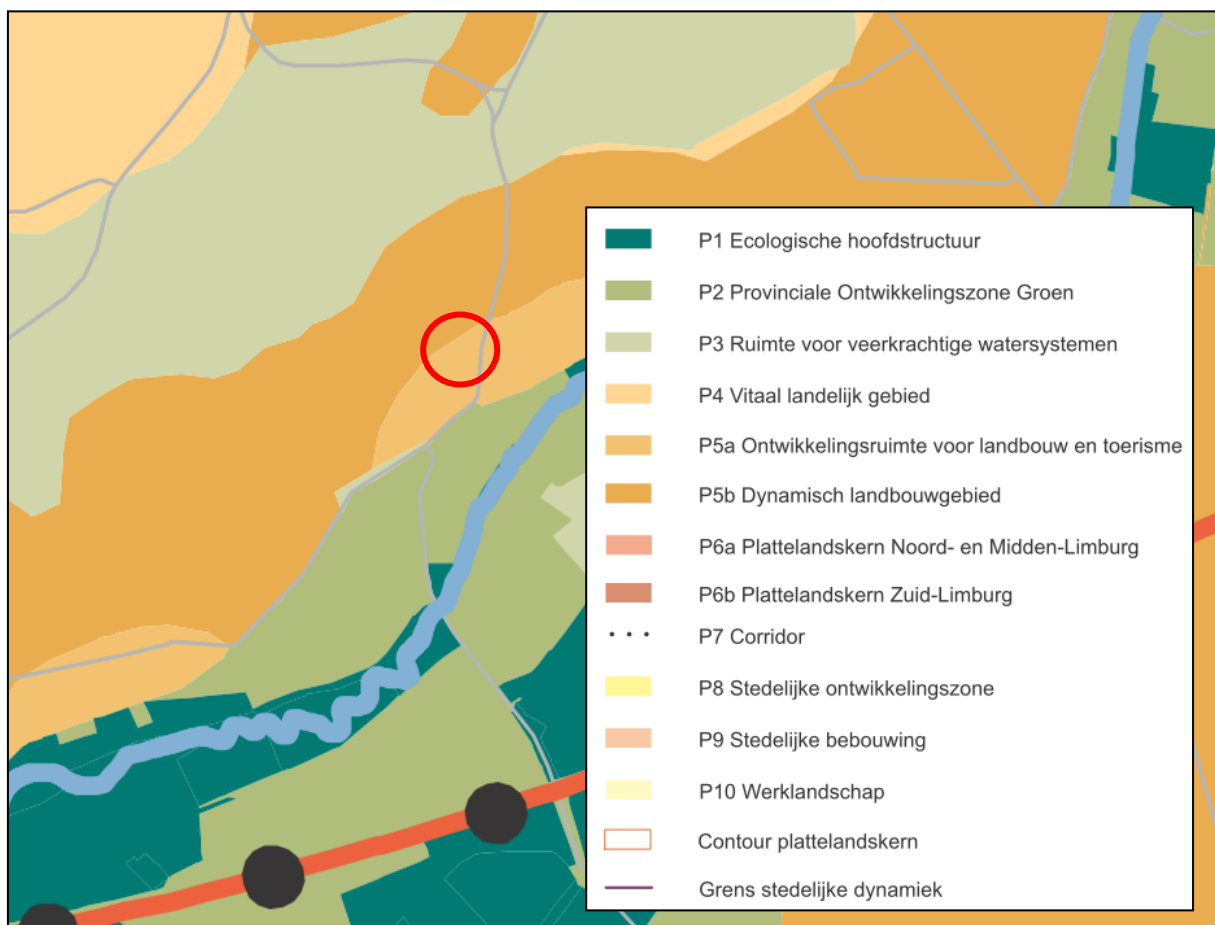 P1 Ecologische hoofdstructuur
P2 Provinciale Ontwikkelingszone Groen
P3 Ruimte voor veerkrachtige watersystemen
P4 Vitaal landelijk gebied
P5a Ontwikkelingsruimte voor landbouw en toerisme
P5b Dynamisch landbouwgebied
P6a Plattelandskern Noord- en Midden-Limburg
P6b Plattelandskern Zuid-Limburg
P7 Corridor
P8 Stedelijke ontwikkelingszone
P9 Stedelijke bebouwing
P10 Werklandschap
Contour plattelandskern
Grens stedelijke dynamiek